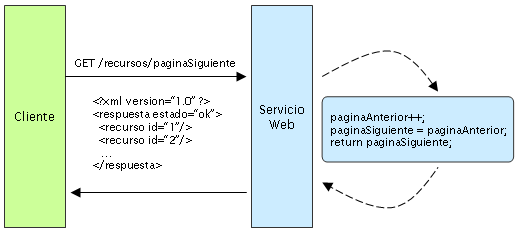 GET /recursos/paginaSiguiente
Cliente
<?xml version="1.0" ?>
<respuesta estado="ok">
<recurso id="1"/>
<recurso id="2"/>
...
</respuesta>
Servicio
Web
paginaAnterior++;
paginaSiguiente = paginaAnterior;
return paginaSiguiente;